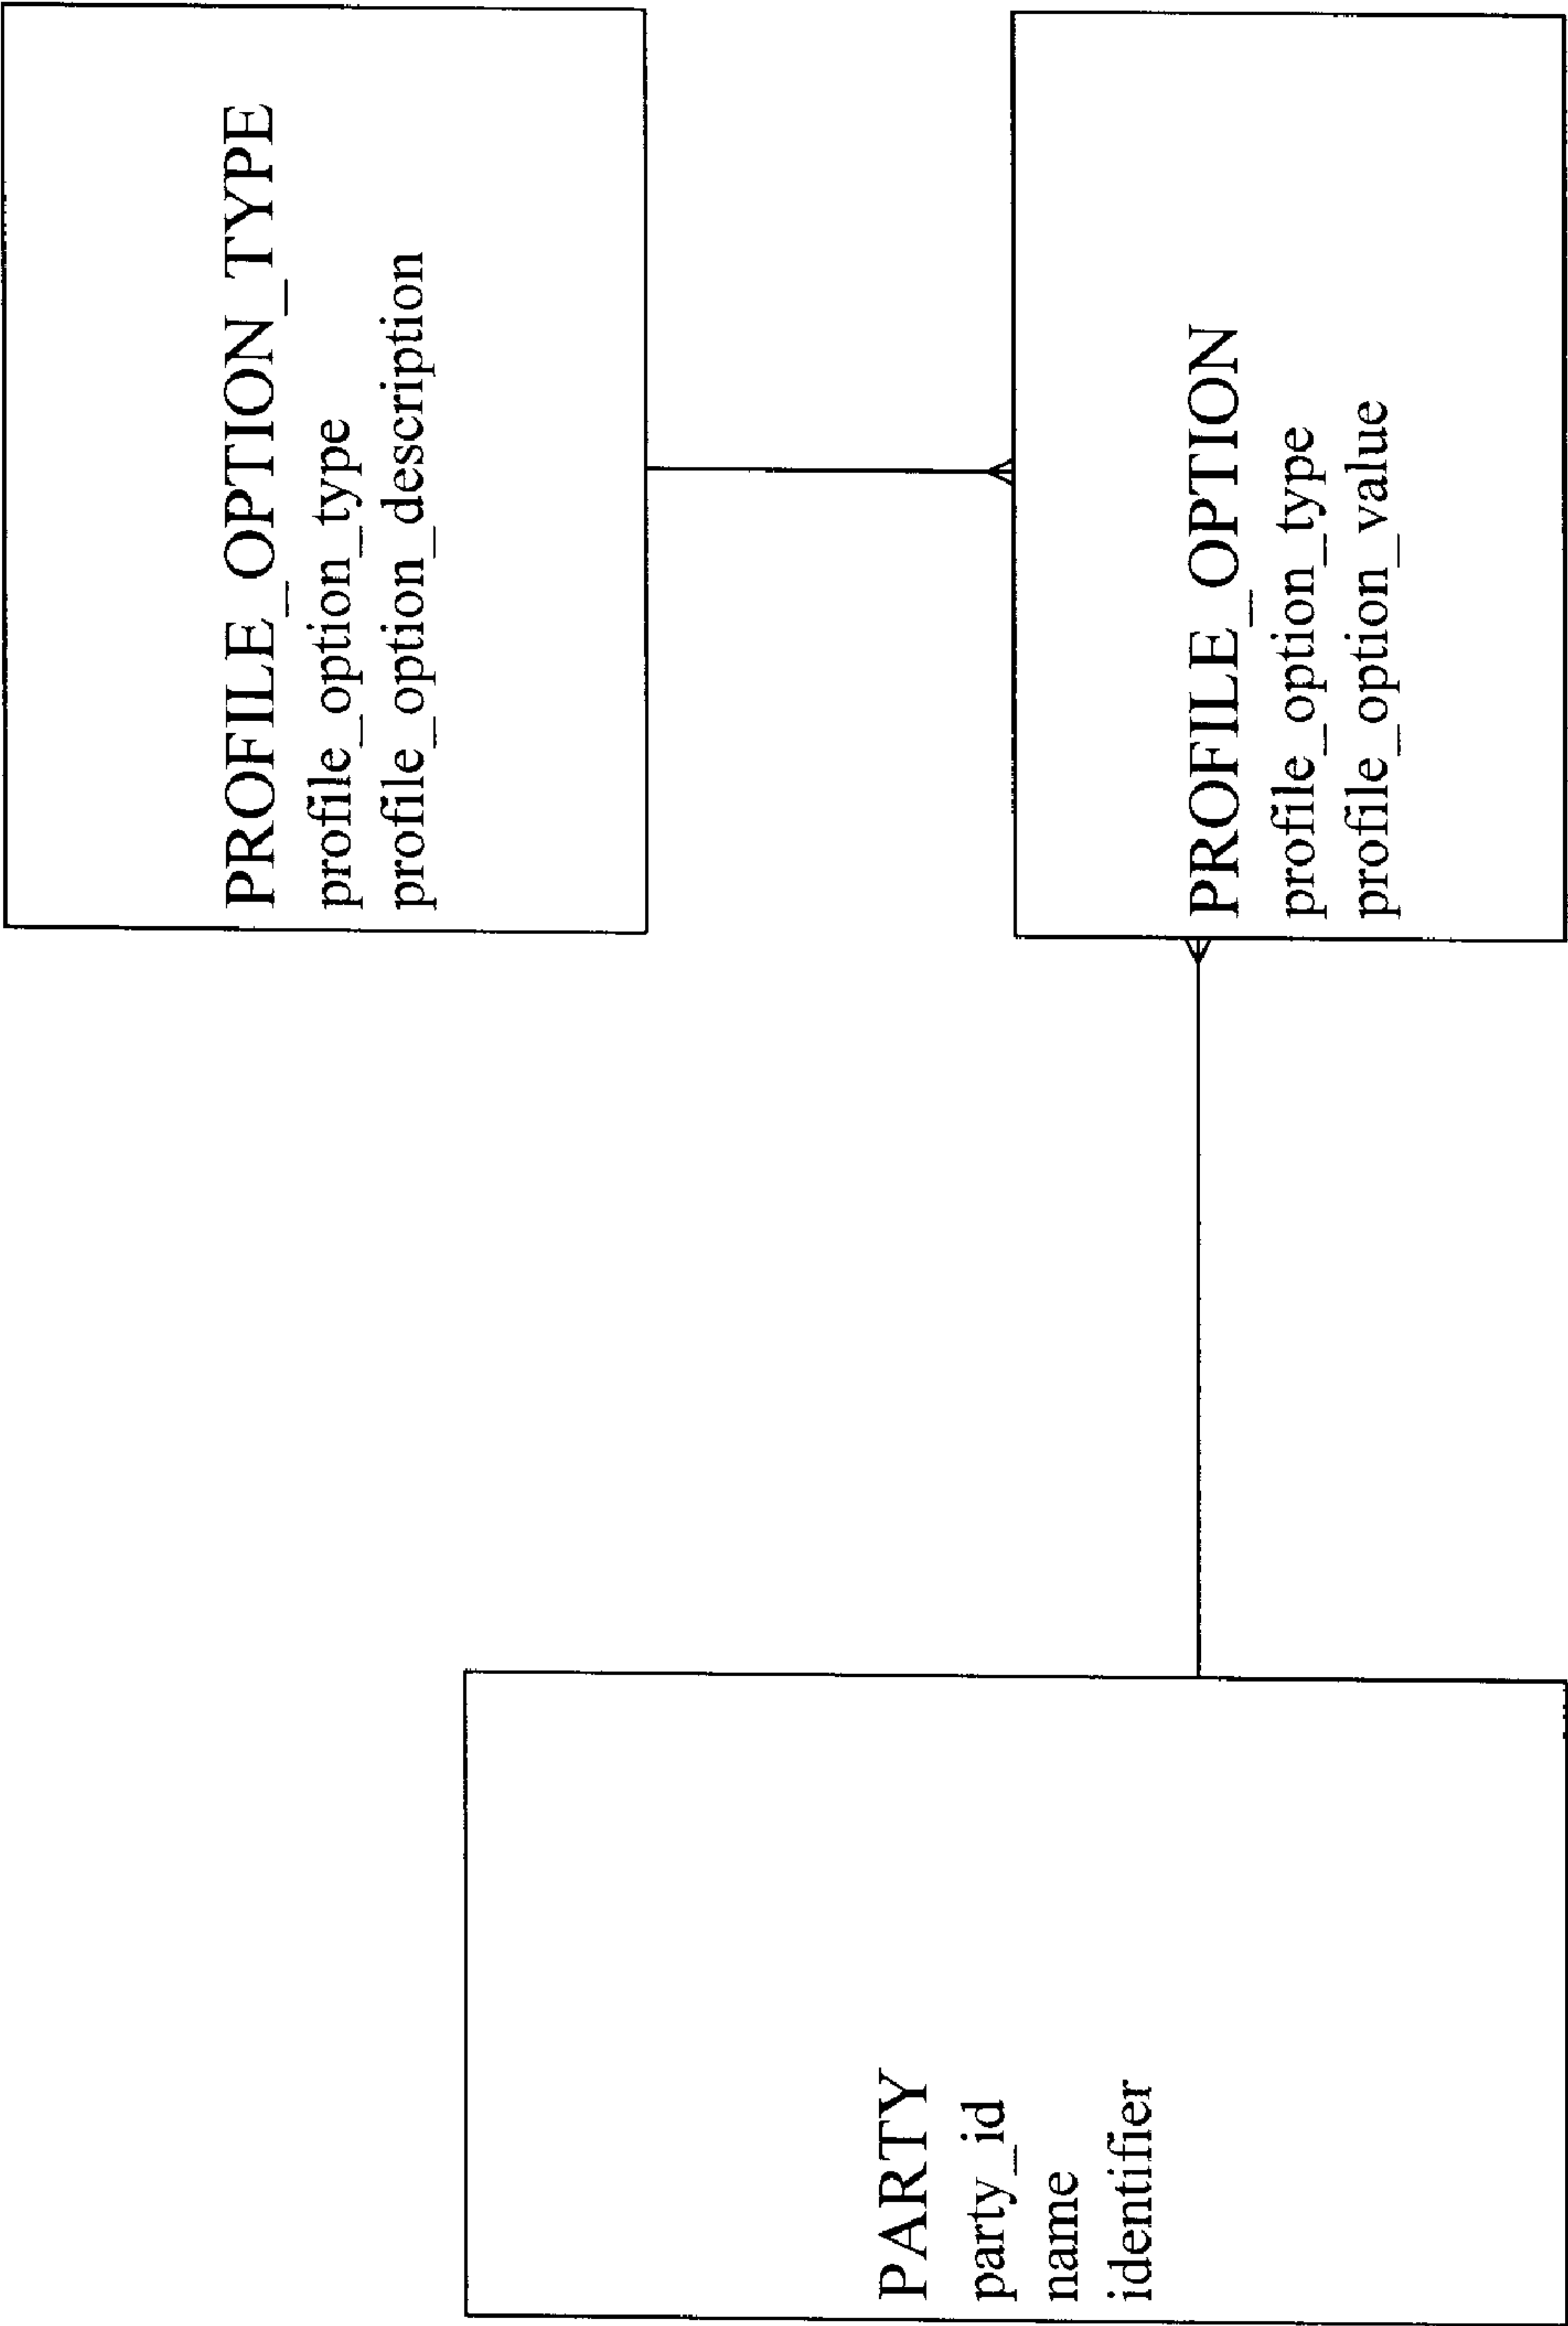 PROFILE_OPTION_TYPE
profile_option_type
profile_option_description
PARTY
party_id
name
identifier
PROFILE_OPTION
profile_option_type
profile_option_value